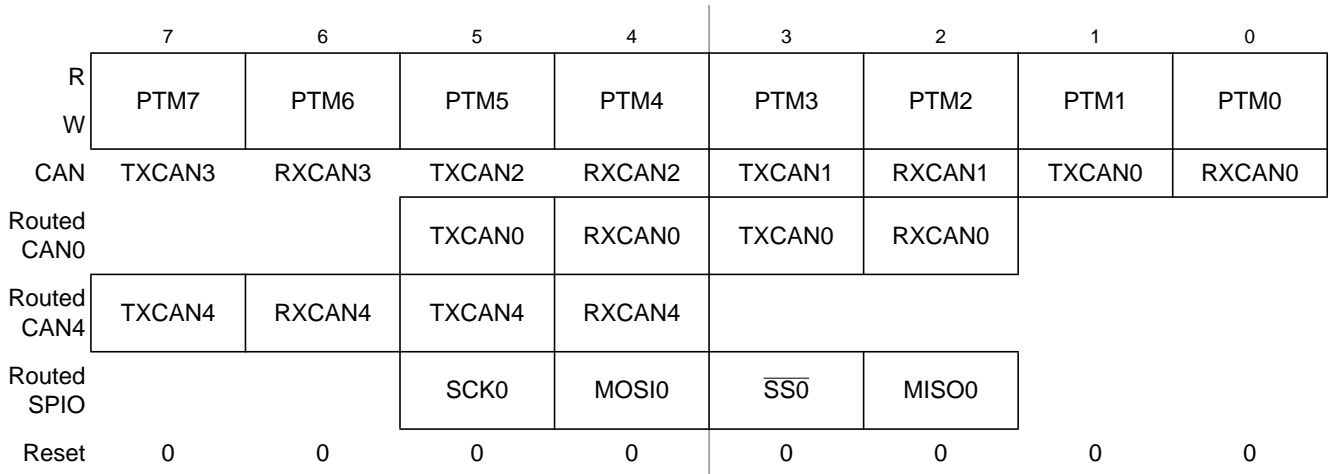 7 6 5 4 3 2 1 0
R
W
PTM7 PTM6 PTM5 PTM4 PTM3 PTM2 PTM1 PTM0
CAN TXCAN3 RXCAN3 TXCAN2 RXCAN2 TXCAN1 RXCAN1 TXCAN0 RXCAN0
Routed
CAN0
TXCAN0 RXCAN0 TXCAN0 RXCAN0
Routed
CAN4
TXCAN4 RXCAN4 TXCAN4 RXCAN4
Routed
SPIO
SCK0 MOSI0 S̅S̅0̅ MISO0
Reset 0 0 0 0 0 0 0 0